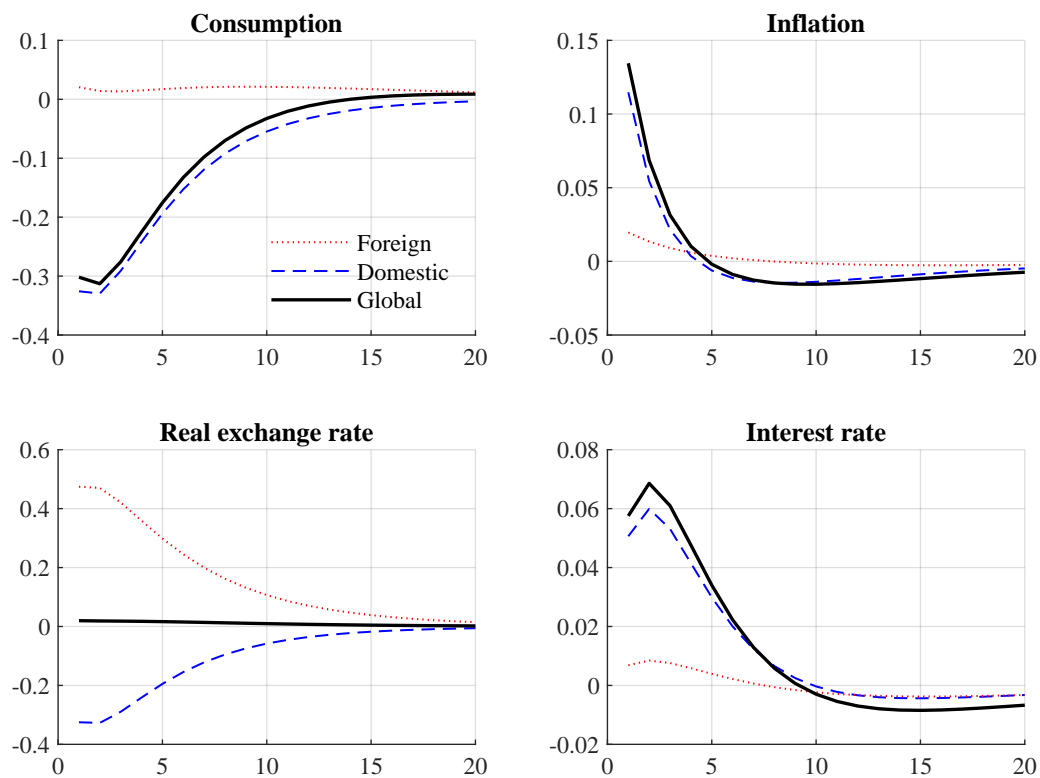 Consumption
0.1
0
-0.1
-0.2
-0.3
-0.4
0 5 10 15 20
Foreign
Domestic
Global
Inflation
0.15
0.1
0.05
0
-0.05
0 5 10 15 20
Real exchange rate
0.6
0.4
0.2
0
-0.2
-0.4
0 5 10 15 20
Interest rate
0.08
0.06
0.04
0.02
0
-0.02
0 5 10 15 20